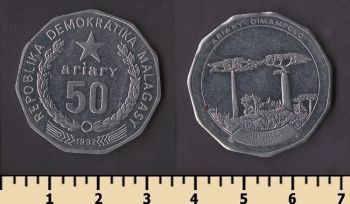 REPOBLIKA DEMOKRATIKA MALAGASY
ariary
50
1992
ARIARY DIMAMPOLO
1 2 3 4 5 6 7